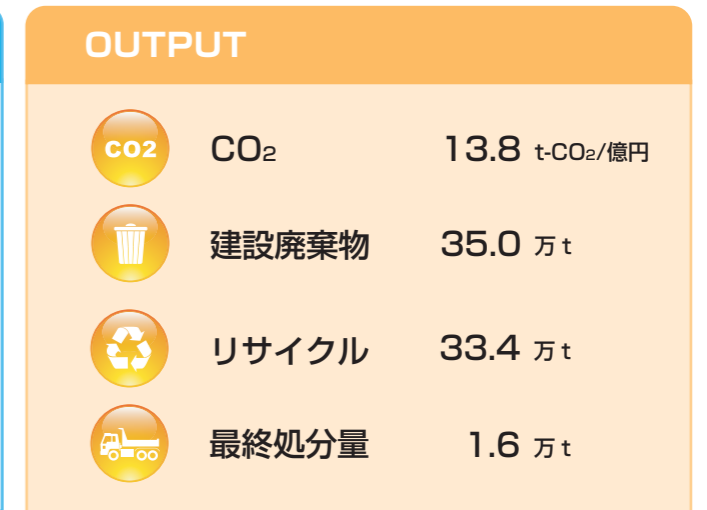 OUTPUT
CO2 CO₂ 13.8 t-CO₂/億円
建設廃棄物 35.0 万t
リサイクル 33.4 万t
最終処分量 1.6 万t